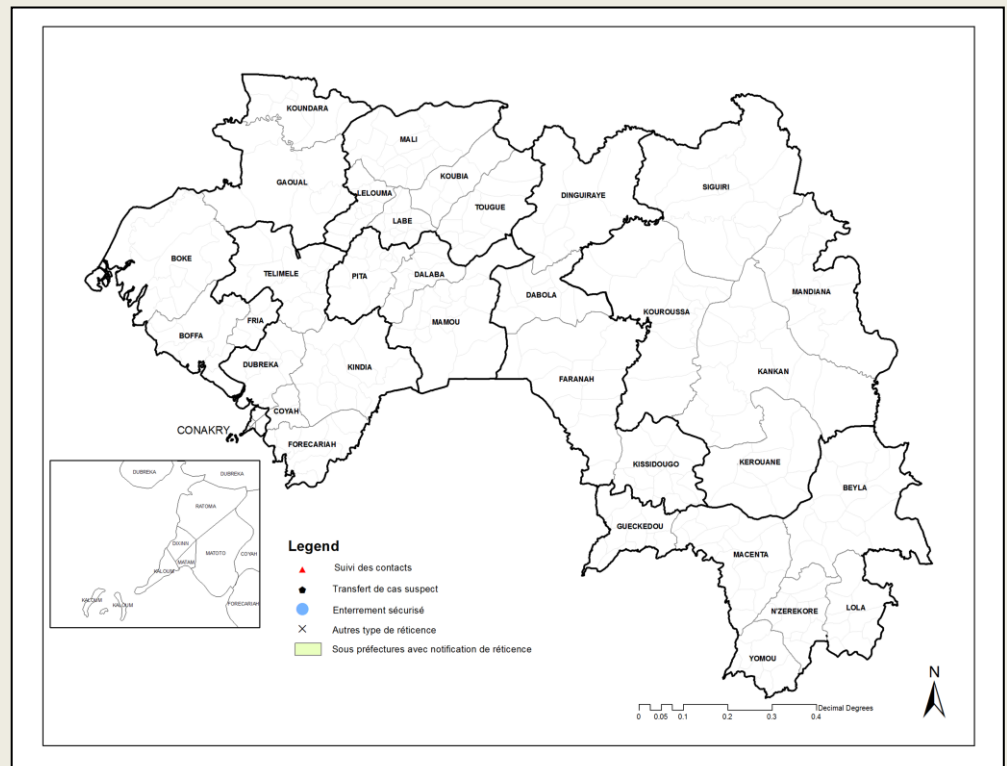 KOUNDARA
MALI
GAOUAL
KOUBIA
LELOUMA
LABE
TOUGUE
DINGUIRAYE
SIGUIRI
BOKE
TELIMELE
PITA
DALABA
DABOLA
MANDIANA
BOFFA
FRIA
MAMOU
KOUROUSSA
DUBREKA
KINDIA
FARANAH
KANKAN
COYAH
CONAKRY
FORECARIAH
KISSIDOUGO
KEROUANE
BEYLA
GUECKEDOU
MACENTA
N'ZEREKORE
LOLA
YOMOU
DUBREKA
DUBREKA
RATOMA
DIXINN
MATAM
MATOTO
COYAH
KALOUM
KALOUM
KALOUM
FORECARIAH
Legend
Suivi des contacts
Transfert de cas suspect
Enterrement sécurisé
Autres type de réticence
Sous préfectures avec notification de réticence
N
Decimal Degrees
0 0.05 0.1 0.2 0.3 0.4